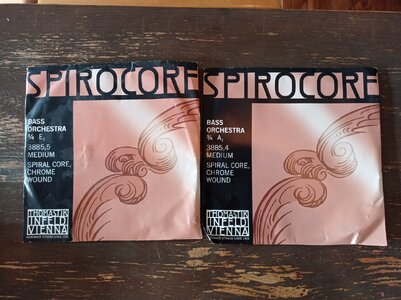 SPIROCORE
BASS
ORCHESTRA
¾ E,
3885,5
MEDIUM
SPIRAL CORE,
CHROME
WOUND
THOMASTIK
INFELD
VIENNA
SPIROCORE
BASS
ORCHESTRA
¾ A,
3885,4
MEDIUM
SPIRAL CORE,
CHROME
WOUND
THOMASTIK
INFELD
VIENNA